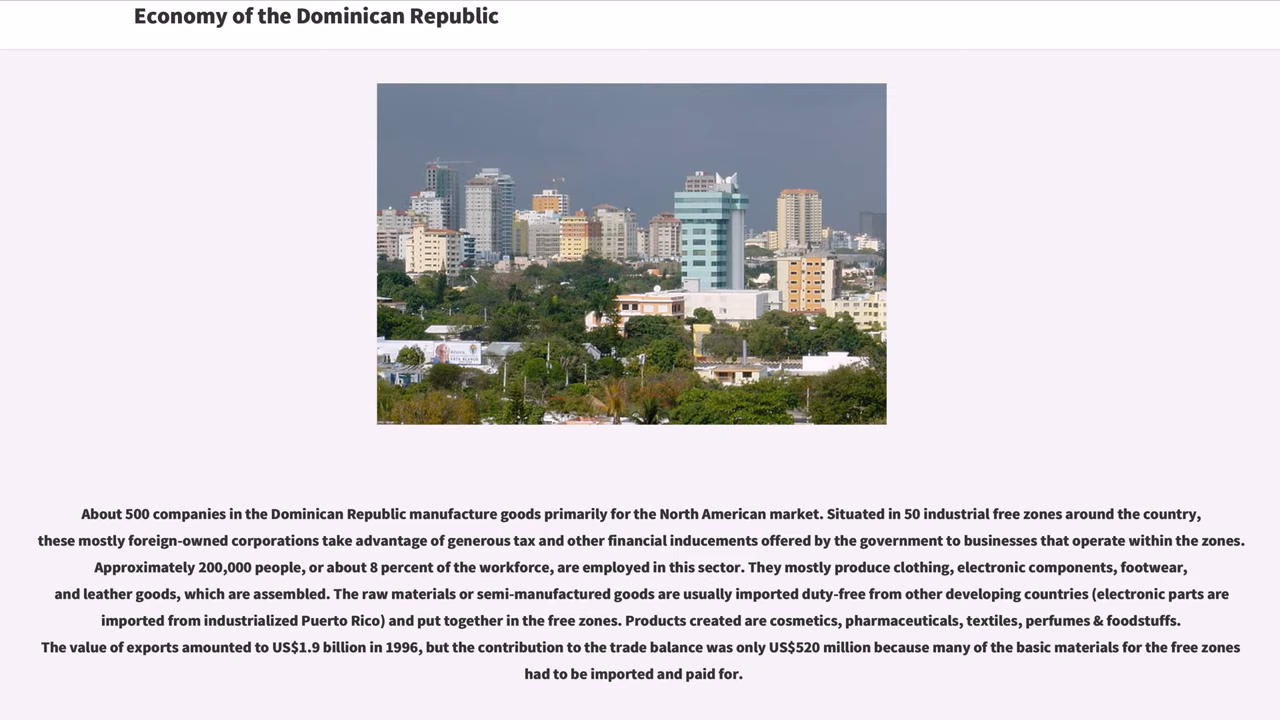 Economy of the Dominican Republic
About 500 companies in the Dominican Republic manufacture goods primarily for the North American market. Situated in 50 industrial free zones around the country,
these mostly foreign-owned corporations take advantage of generous tax and other financial inducements offered by the government to businesses that operate within the zones.
Approximately 200,000 people, or about 8 percent of the workforce, are employed in this sector. They mostly produce clothing, electronic components, footwear,
and leather goods, which are assembled. The raw materials or semi-manufactured goods are usually imported duty-free from other developing countries (electronic parts are
imported from industrialized Puerto Rico) and put together in the free zones. Products created are cosmetics, pharmaceuticals, textiles, perfumes & foodstuffs.
The value of exports amounted to US$1.9 billion in 1996, but the contribution to the trade balance was only US$520 million because many of the basic materials for the free zones
had to be imported and paid for.